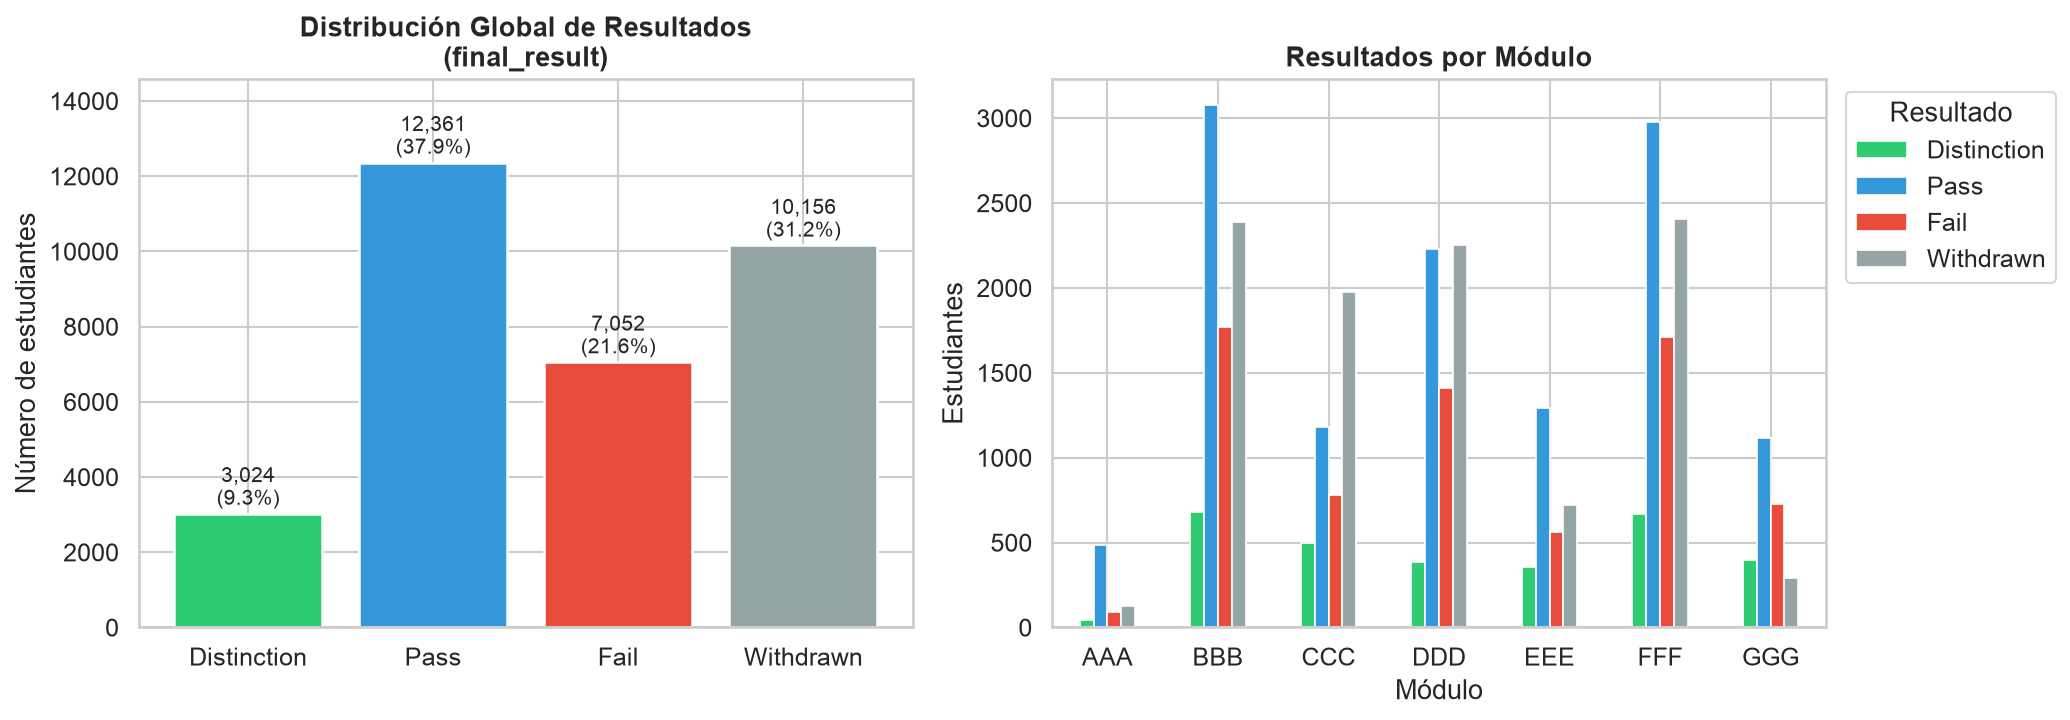 Distribución Global de Resultados
(final_result)
Número de estudiantes
14000
12000
10000
8000
6000
4000
2000
0
3,024
(9.3%)
12,361
(37.9%)
7,052
(21.6%)
10,156
(31.2%)
Distinction
Pass
Fail
Withdrawn
Resultados por Módulo
Estudiantes
3000
2500
2000
1500
1000
500
0
AAA
BBB
CCC
DDD
EEE
FFF
GGG
Módulo
Resultado
Distinction
Pass
Fail
Withdrawn